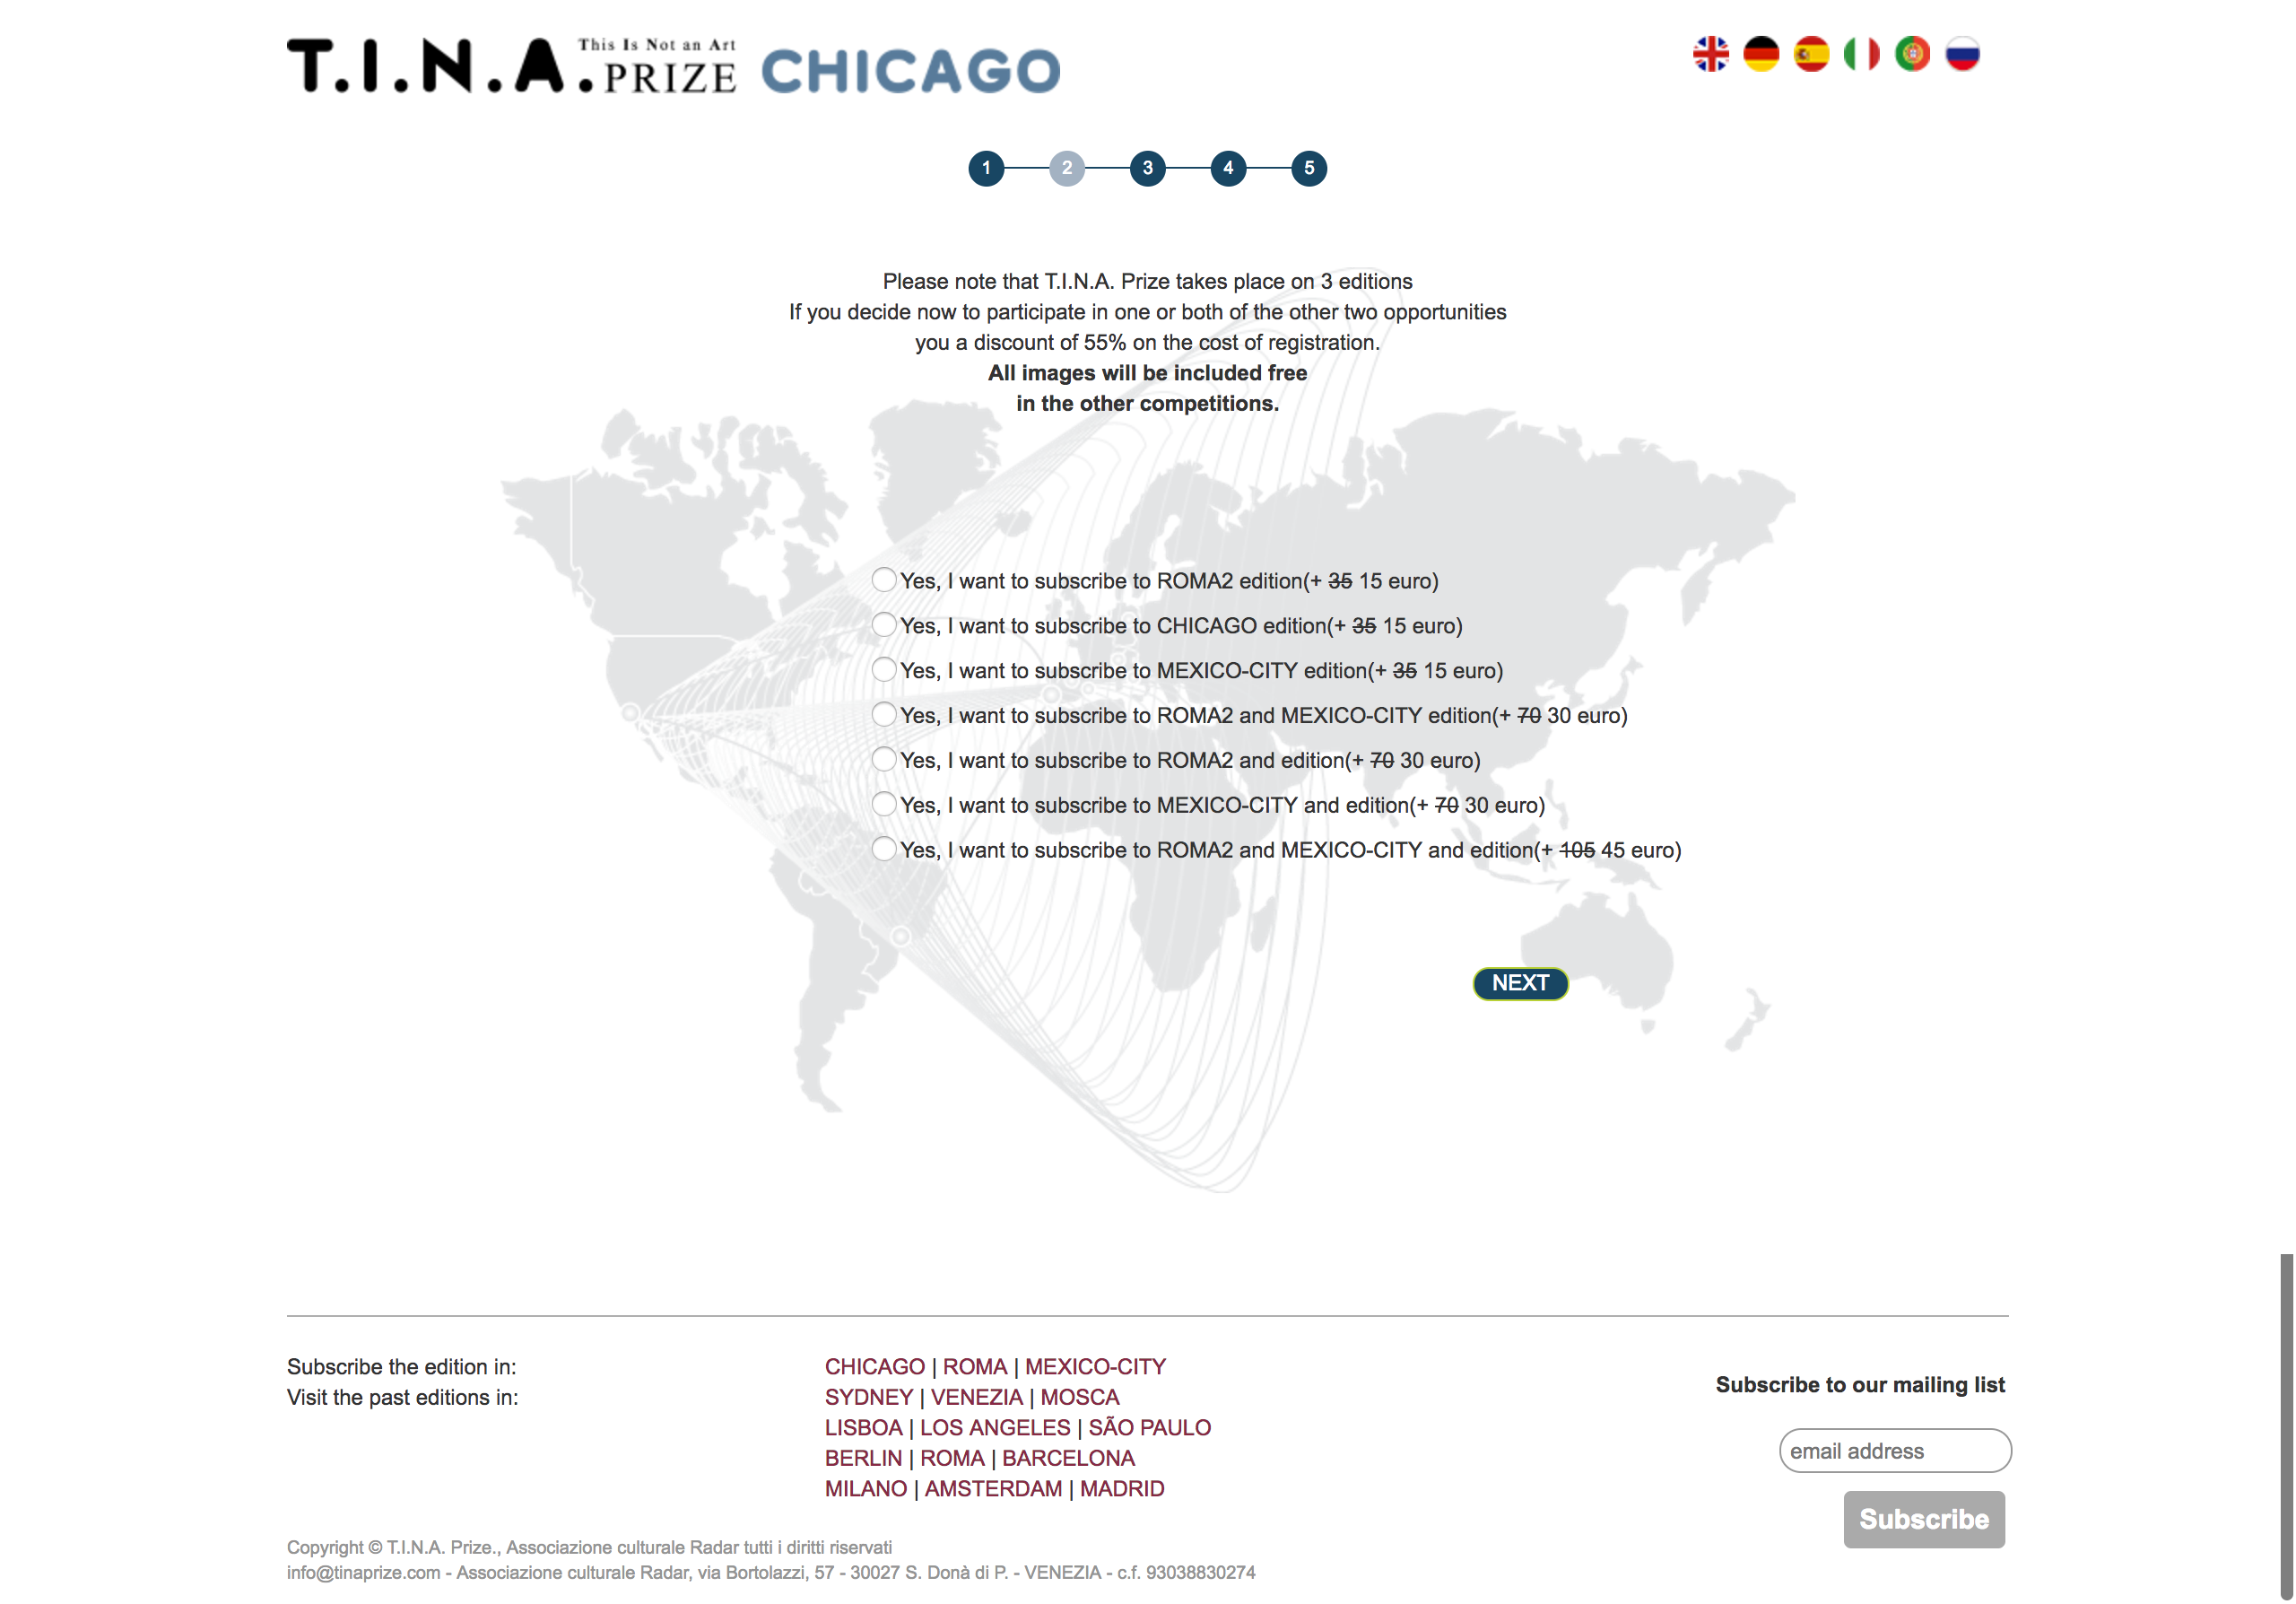 T.I.N.A. This Is Not an Art PRIZE CHICAGO
1 2 3 4 5
Please note that T.I.N.A. Prize takes place on 3 editions
If you decide now to participate in one or both of the other two opportunities
you a discount of 55% on the cost of registration.
All images will be included free
in the other competitions.
Yes, I want to subscribe to ROMA2 edition(+ 35 15 euro)
Yes, I want to subscribe to CHICAGO edition(+ 35 15 euro)
Yes, I want to subscribe to MEXICO-CITY edition(+ 35 15 euro)
Yes, I want to subscribe to ROMA2 and MEXICO-CITY edition(+ 70 30 euro)
Yes, I want to subscribe to ROMA2 and edition(+ 70 30 euro)
Yes, I want to subscribe to MEXICO-CITY and edition(+ 70 30 euro)
Yes, I want to subscribe to ROMA2 and MEXICO-CITY and edition(+ 105 45 euro)
NEXT
Subscribe the edition in:
Visit the past editions in:
CHICAGO | ROMA | MEXICO-CITY
SYDNEY | VENEZIA | MOSCA
LISBOA | LOS ANGELES | SÃO PAULO
BERLIN | ROMA | BARCELONA
MILANO | AMSTERDAM | MADRID
Subscribe to our mailing list
email address
Subscribe
Copyright © T.I.N.A. Prize., Associazione culturale Radar tutti i diritti riservati
info@tinaprize.com - Associazione culturale Radar, via Bortolazzi, 57 - 30027 S. Donà di P. - VENEZIA - c.f. 93038830274